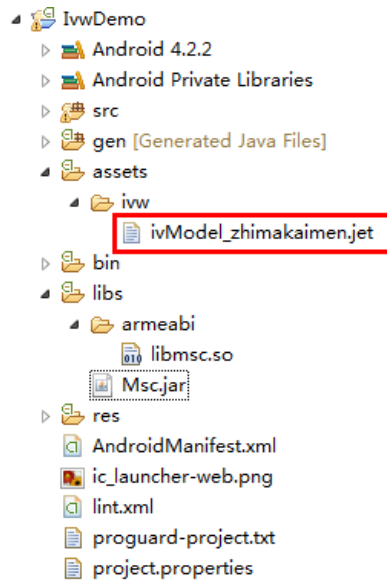 IvwDemo
Android 4.2.2
Android Private Libraries
src
gen [Generated Java Files]
assets
ivw
ivModel_zhimakaimen.jet
bin
libs
armeabi
010
libmsc.so
Msc.jar
res
AndroidManifest.xml
ic_launcher-web.png
lint.xml
proguard-project.txt
project.properties